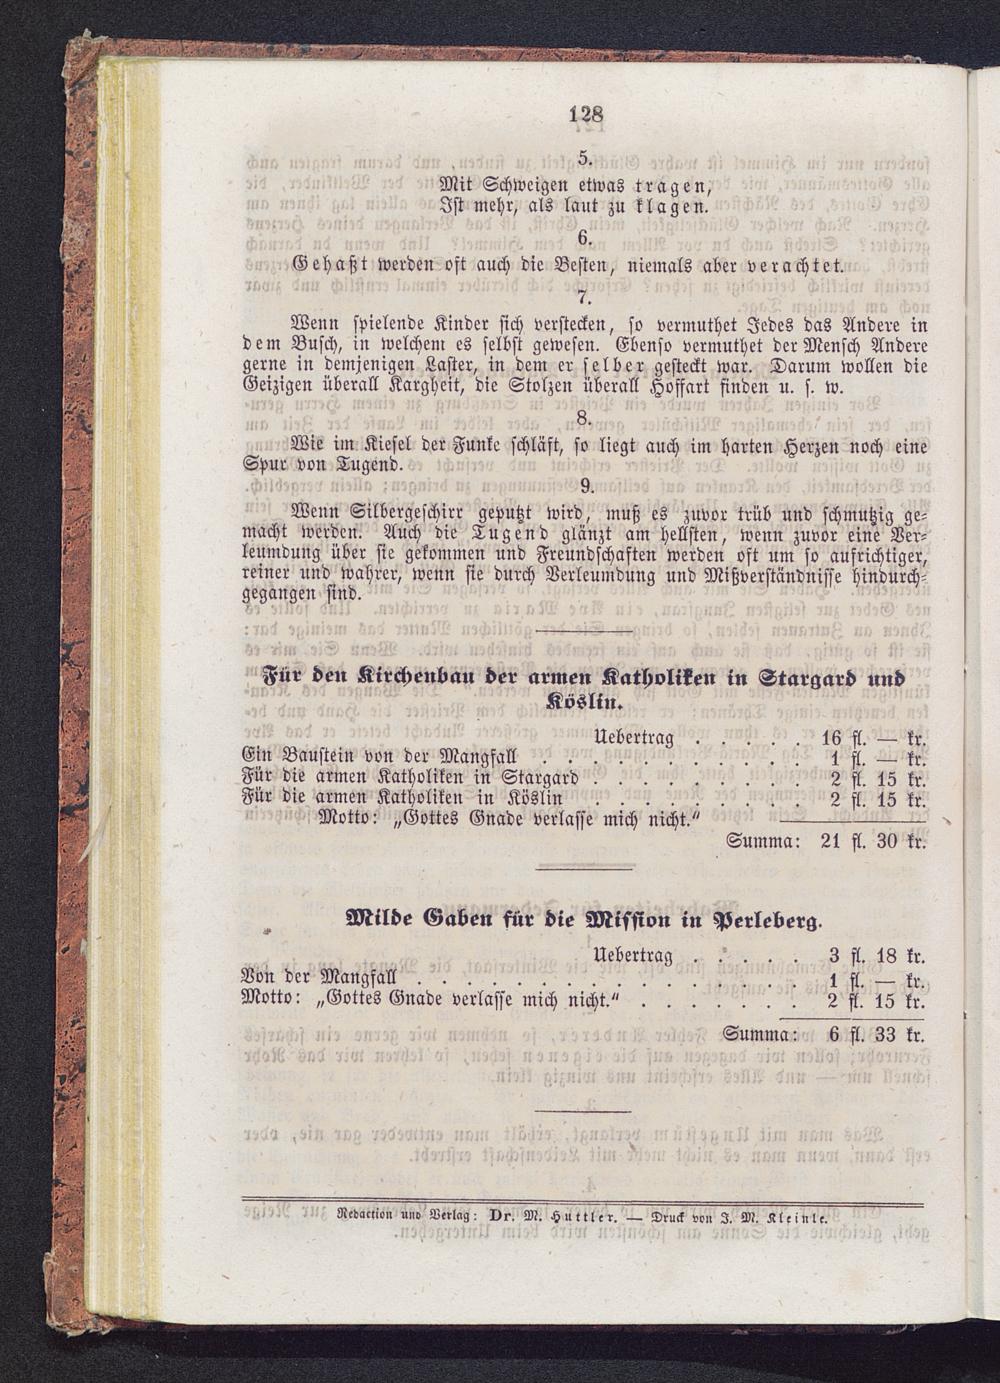 128
5.
Mit Schweigen etwas tragen,
Ist mehr, als laut zu klagen.
6.
Gehaßt werden oft auch die Besten, niemals aber verachtet.
7.
Wenn spielende Kinder sich verstecken, so vermuthet Jedes das Andere in
dem Busch, in welchem es selbst gewesen. Ebenso vermuthet der Mensch Andere
gerne in demjenigen Laster, in dem er selber gesteckt war. Darum wollen die
Geizigen überall Kargheit, die Stolzen überall Hoffart finden u. s. w.
8.
Wie im Kiesel der Funke schläft, so liegt auch im harten Herzen noch eine
Spur von Tugend.
9.
Wenn Silbergeschirr geputzt wird, muß es zuvor trüb und schmutzig ge-
macht werden. Auch die Tugend glänzt am hellsten, wenn zuvor eine Ver-
leumdung über sie gekommen und Freundschaften werden oft um so aufrichtiger,
reiner und wahrer, wenn sie durch Verleumdung und Mißverständnisse hindurch-
gegangen sind.
Für den Kirchenbau der armen Katholiken in Stargard und
Köslin.
Uebertrag . . . . . 16 fl. — kr.
Ein Baustein von der Mangfall . . . . . . . . . . . 1 fl. — kr.
Für die armen Katholiken in Stargard . . . . . . . . . 2 fl. 15 kr.
Für die armen Katholiken in Köslin . . . . . . . . . 2 fl. 15 kr.
Motto: „Gottes Gnade verlasse mich nicht.“
Summa: 21 fl. 30 kr.
Milde Gaben für die Mission in Perleberg.
Uebertrag . . . . . 3 fl. 18 kr.
Von der Mangfall . . . . . . . . . . . . . . . . 1 fl. — kr.
Motto: „Gottes Gnade verlasse mich nicht.“ . . . . . . . 2 fl. 15 kr.
Summa: 6 fl. 33 kr.
Redaction und Verlag: Dr. M. Huttler. — Druck von J. M. Kleinle.